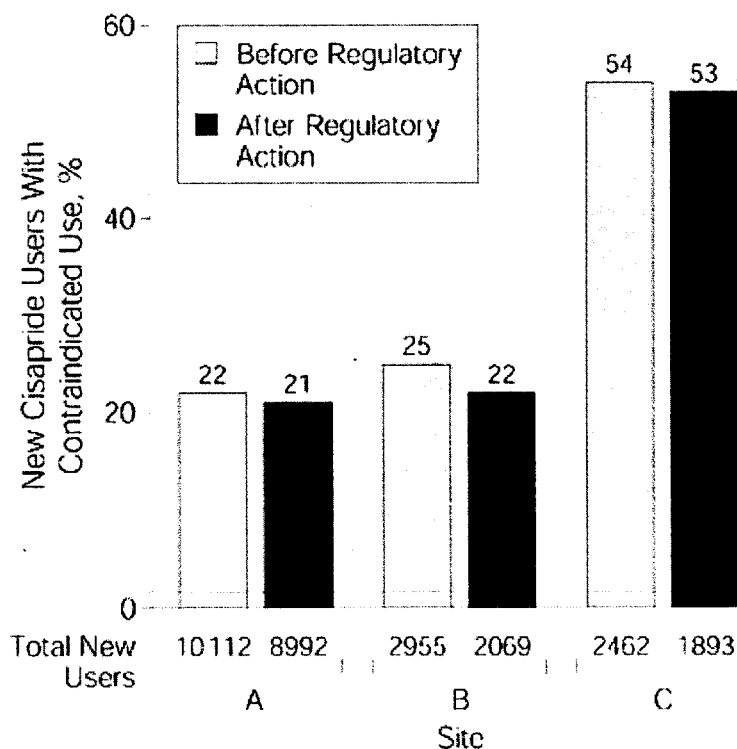 60
Before Regulatory
Action
After Regulatory
Action
54
53
New Cisapride Users With
Contraindicated Use, %
40
25
22
22
21
20
0
Total New
Users
10112 8992 2955 2069 2462 1893
A B C
Site